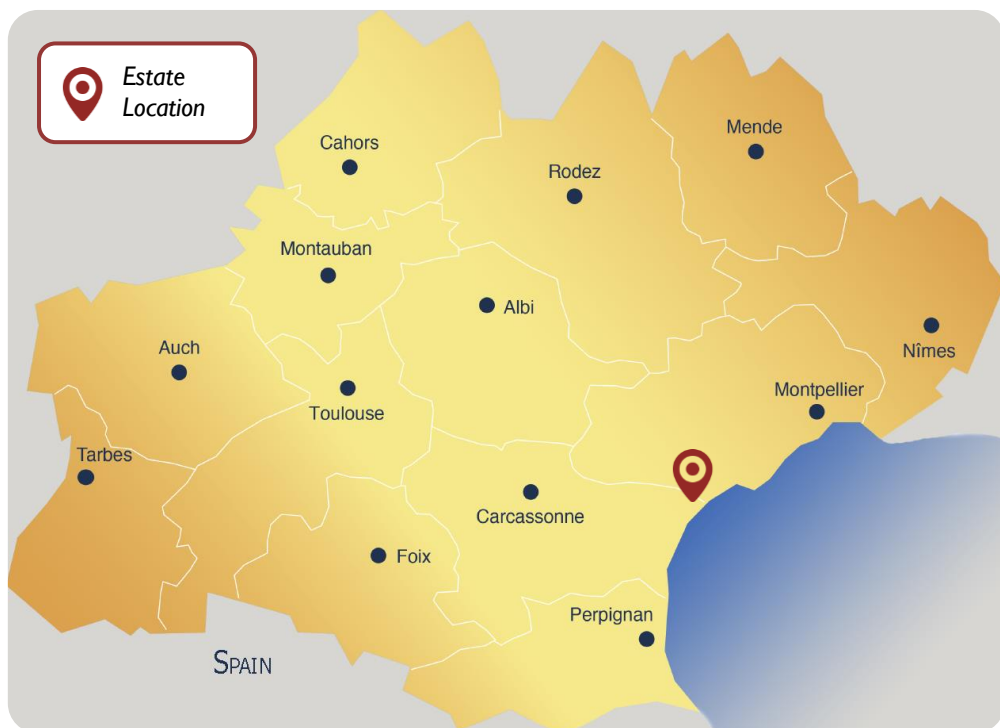 Estate
Location
Cahors
Mende
Rodez
Montauban
Albi
Auch
Nîmes
Montpellier
Toulouse
Tarbes
Carcassonne
Foix
Perpignan
SPAIN